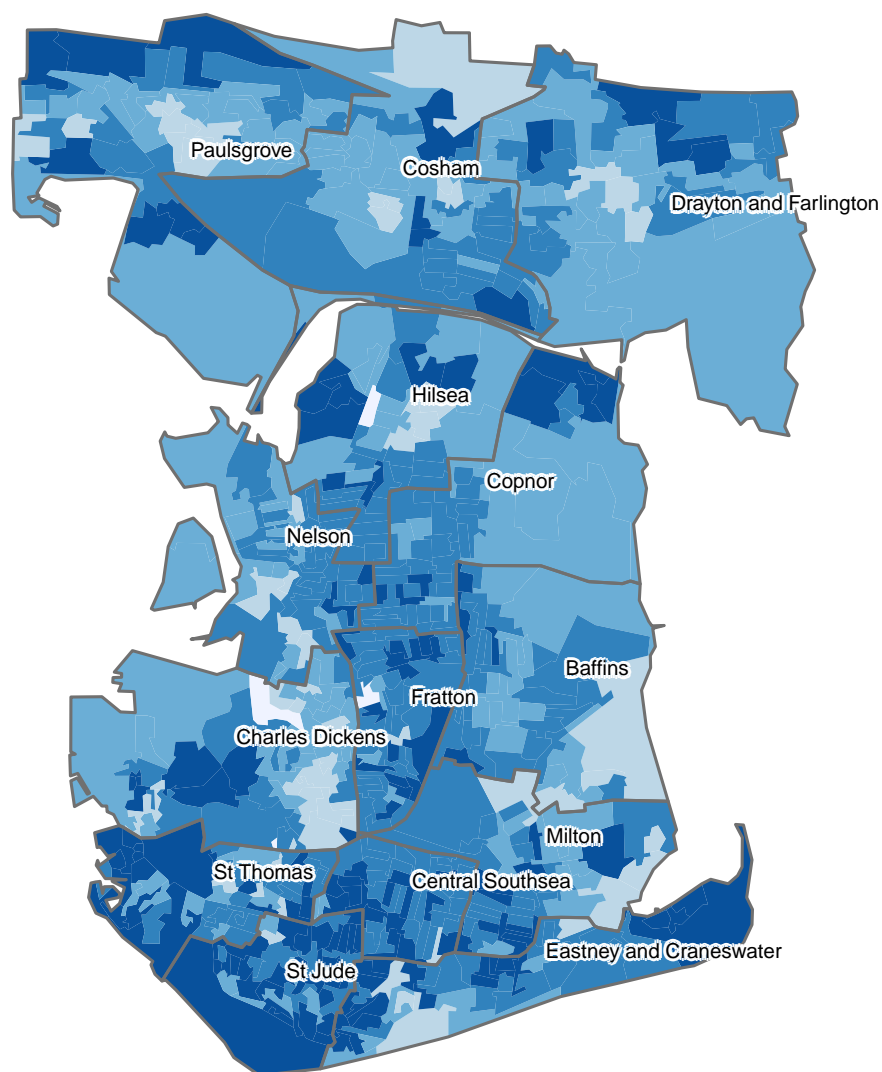 Paulsgrove
Cosham
Drayton and Farlington
Hilsea
Copnor
Nelson
Baffins
Fratton
Charles Dickens
Milton
St Thomas
Central Southsea
Eastney and Craneswater
St Jude